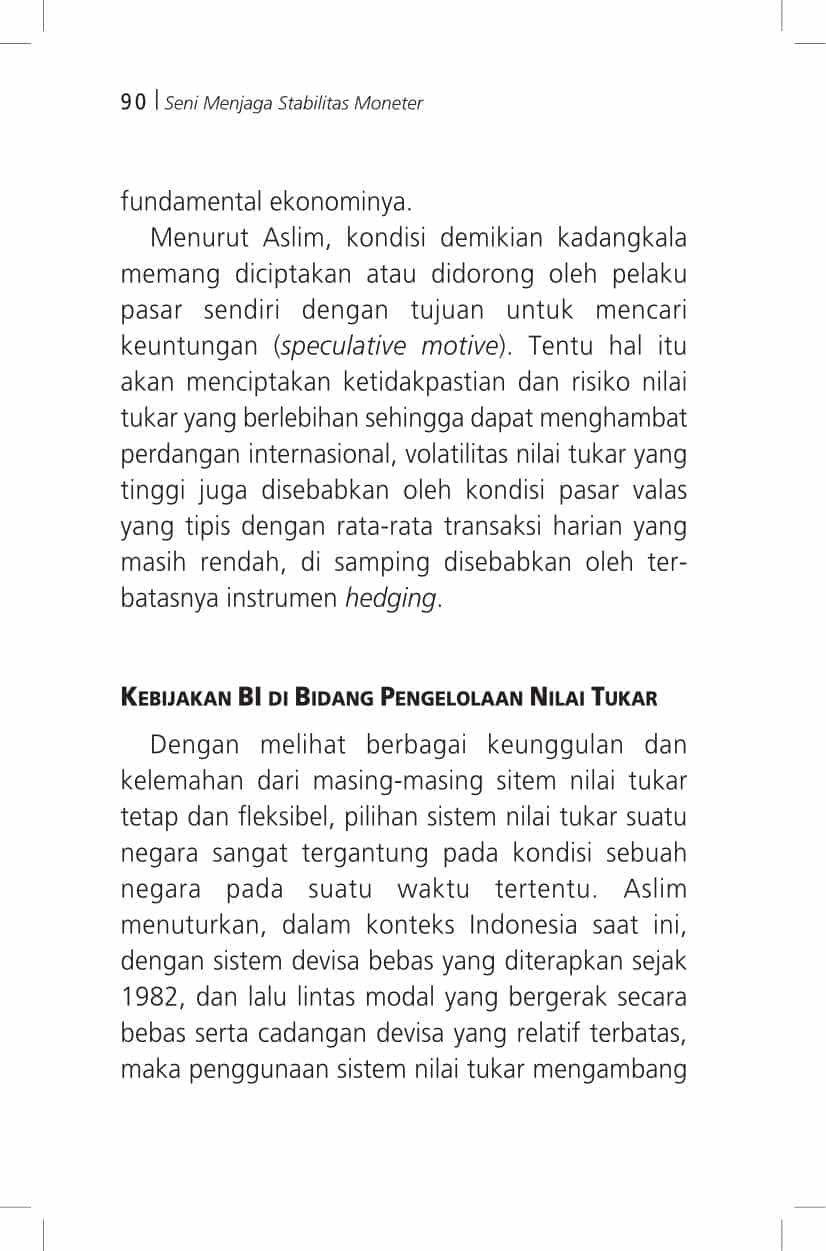 90 | Seni Menjaga Stabilitas Moneter
fundamental ekonominya.
Menurut Aslim, kondisi demikian kadangkala
memang diciptakan atau didorong oleh pelaku
pasar sendiri dengan tujuan untuk mencari
keuntungan (speculative motive). Tentu hal itu
akan menciptakan ketidakpastian dan risiko nilai
tukar yang berlebihan sehingga dapat menghambat
perdangan internasional, volatilitas nilai tukar yang
tinggi juga disebabkan oleh kondisi pasar valas
yang tipis dengan rata-rata transaksi harian yang
masih rendah, di samping disebabkan oleh ter-
batasnya instrumen hedging.
KEBIJAKAN BI DI BIDANG PENGELOLAAN NILAI TUKAR
Dengan melihat berbagai keunggulan dan
kelemahan dari masing-masing sitem nilai tukar
tetap dan fleksibel, pilihan sistem nilai tukar suatu
negara sangat tergantung pada kondisi sebuah
negara pada suatu waktu tertentu. Aslim
menuturkan, dalam konteks Indonesia saat ini,
dengan sistem devisa bebas yang diterapkan sejak
1982, dan lalu lintas modal yang bergerak secara
bebas serta cadangan devisa yang relatif terbatas,
maka penggunaan sistem nilai tukar mengambang